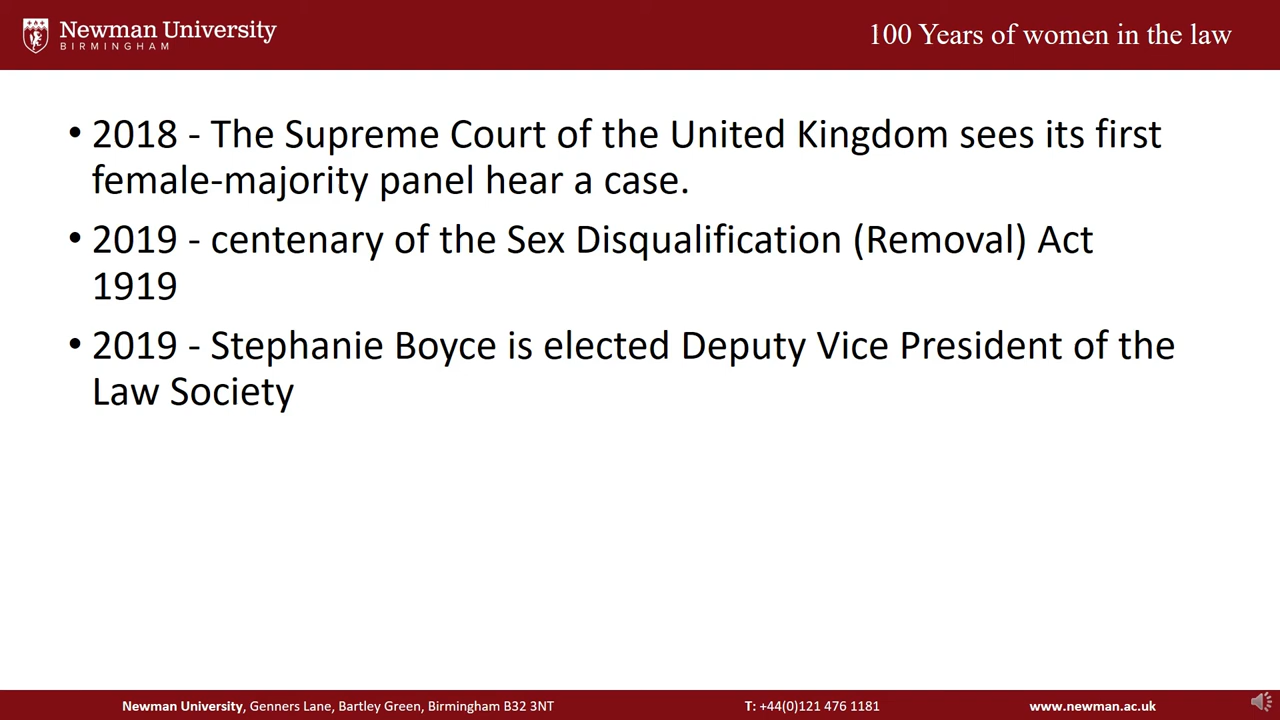 Newman University
BIRMINGHAM
100 Years of women in the law
• 2018 - The Supreme Court of the United Kingdom sees its first
female-majority panel hear a case.
• 2019 - centenary of the Sex Disqualification (Removal) Act
1919
• 2019 - Stephanie Boyce is elected Deputy Vice President of the
Law Society
Newman University, Genners Lane, Bartley Green, Birmingham B32 3NT
T: +44(0)121 476 1181
www.newman.ac.uk